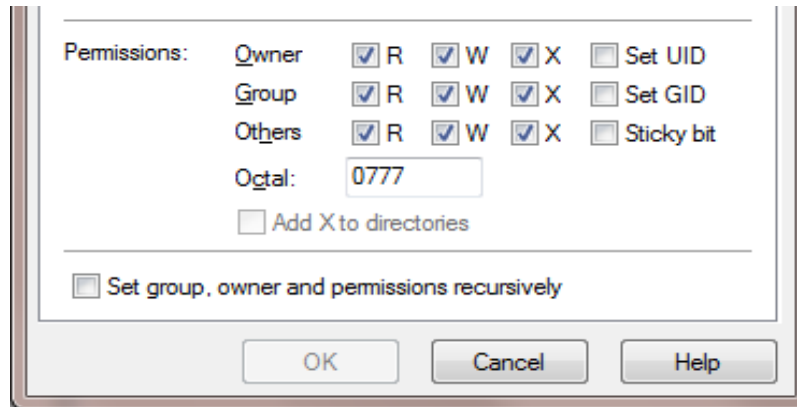 Permissions: Owner R W X Set UID
Group R W X Set GID
Others R W X Sticky bit
Octal: 0777
Add X to directories
Set group, owner and permissions recursively
OK Cancel Help